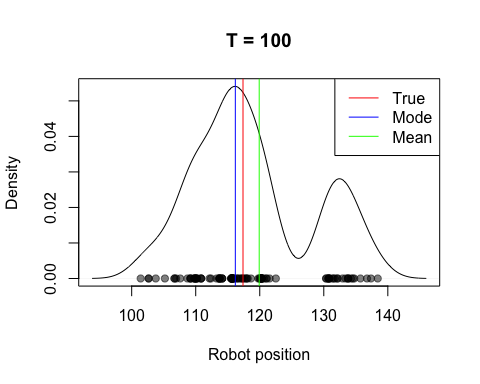 T = 100
True
Mode
Mean
Density
0.00
0.02
0.04
100
110
120
130
140
Robot position